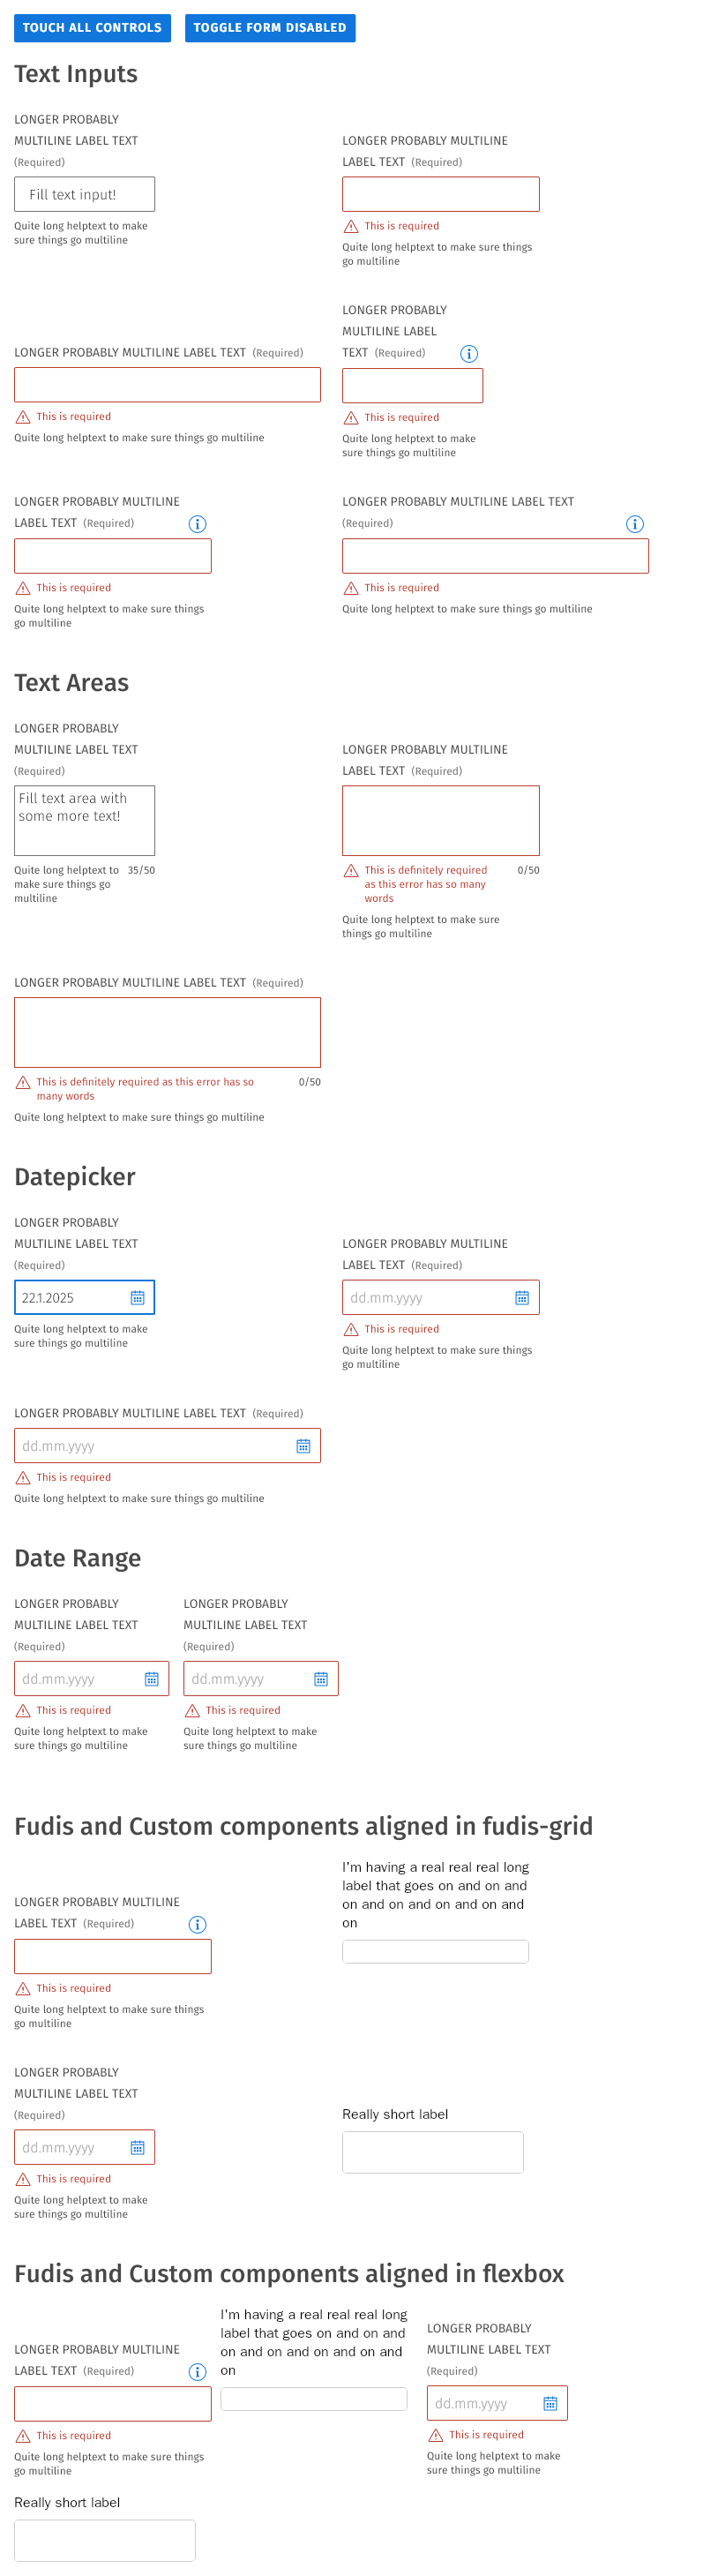 TOUCH ALL CONTROLS
TOGGLE FORM DISABLED
Text Inputs
LONGER PROBABLY
MULTILINE LABEL TEXT
(Required)
Fill text input!
Quite long helptext to make
sure things go multiline
LONGER PROBABLY MULTILINE
LABEL TEXT (Required)
This is required
Quite long helptext to make sure things
go multiline
LONGER PROBABLY MULTILINE LABEL TEXT (Required)
This is required
Quite long helptext to make sure things go multiline
LONGER PROBABLY
MULTILINE LABEL
TEXT (Required)
This is required
Quite long helptext to make
sure things go multiline
LONGER PROBABLY MULTILINE
LABEL TEXT (Required)
This is required
Quite long helptext to make sure things
go multiline
LONGER PROBABLY MULTILINE LABEL TEXT
(Required)
This is required
Quite long helptext to make sure things go multiline
Text Areas
LONGER PROBABLY
MULTILINE LABEL TEXT
(Required)
Fill text area with
some more text!
Quite long helptext to 35/50
make sure things go
multiline
LONGER PROBABLY MULTILINE
LABEL TEXT (Required)
This is definitely required 0/50
as this error has so many
words
Quite long helptext to make sure
things go multiline
LONGER PROBABLY MULTILINE LABEL TEXT (Required)
This is definitely required as this error has so 0/50
many words
Quite long helptext to make sure things go multiline
Datepicker
LONGER PROBABLY
MULTILINE LABEL TEXT
(Required)
22.1.2025
Quite long helptext to make
sure things go multiline
LONGER PROBABLY MULTILINE
LABEL TEXT (Required)
dd.mm.yyyy
This is required
Quite long helptext to make sure things
go multiline
LONGER PROBABLY MULTILINE LABEL TEXT (Required)
dd.mm.yyyy
This is required
Quite long helptext to make sure things go multiline
Date Range
LONGER PROBABLY
MULTILINE LABEL TEXT
(Required)
dd.mm.yyyy
This is required
Quite long helptext to make
sure things go multiline
LONGER PROBABLY
MULTILINE LABEL TEXT
(Required)
dd.mm.yyyy
This is required
Quite long helptext to make
sure things go multiline
Fudis and Custom components aligned in fudis-grid
LONGER PROBABLY MULTILINE
LABEL TEXT (Required)
This is required
Quite long helptext to make sure things
go multiline
I'm having a real real real long
label that goes on and on and
on and on and on and on and
on
LONGER PROBABLY
MULTILINE LABEL TEXT
(Required)
dd.mm.yyyy
This is required
Quite long helptext to make
sure things go multiline
Really short label
Fudis and Custom components aligned in flexbox
LONGER PROBABLY MULTILINE
LABEL TEXT (Required)
This is required
Quite long helptext to make sure things
go multiline
I'm having a real real real long
label that goes on and on and
on and on and on and on and
on
LONGER PROBABLY
MULTILINE LABEL TEXT
(Required)
dd.mm.yyyy
This is required
Quite long helptext to make
sure things go multiline
Really short label